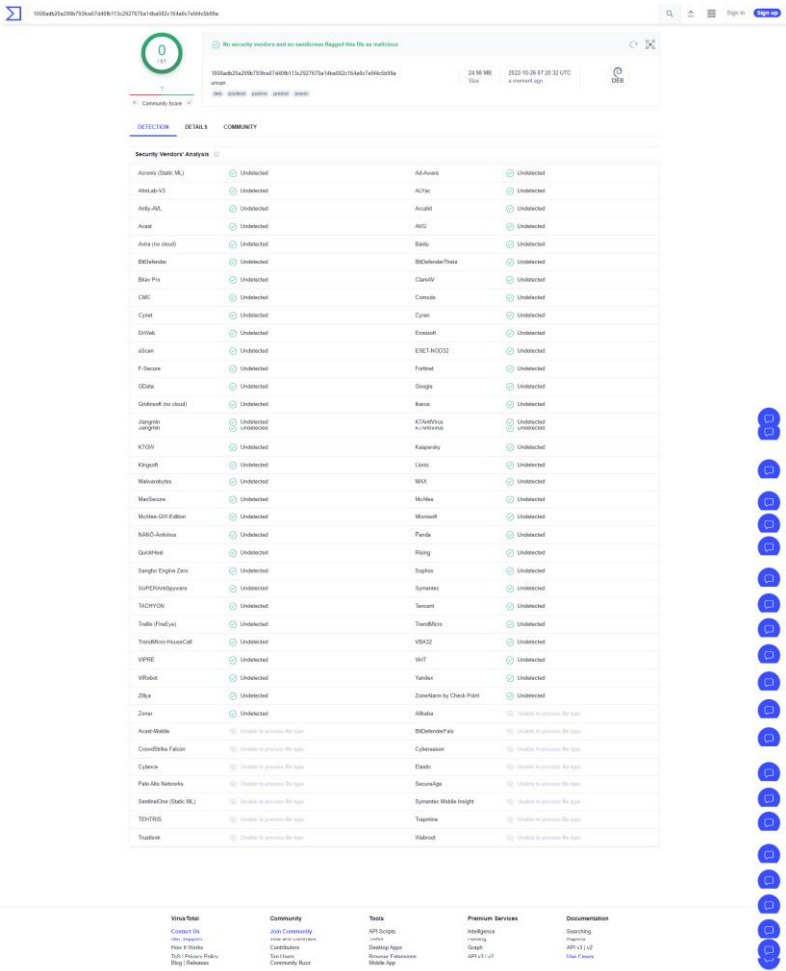 Sign in Sign up
0
/ 61
No security vendors and no sandboxes flagged this file as malicious
24.98 MB
Size
2022-10-26 07:20:32 UTC
a moment ago
DEB
? 
Community Score
DETECTION DETAILS COMMUNITY
Security Vendors' Analysis
Acronis (Static ML) Undetected Ad-Aware Undetected
AhnLab-V3 Undetected ALYac Undetected
Antiy-AVL Undetected Arcabit Undetected
Avast Undetected AVG Undetected
Avira (no cloud) Undetected Baidu Undetected
BitDefender Undetected BitDefenderTheta Undetected
Bkav Pro Undetected ClamAV Undetected
CMC Undetected Comodo Undetected
Cynet Undetected Cyren Undetected
DrWeb Undetected Emsisoft Undetected
eScan Undetected ESET-NOD32 Undetected
F-Secure Undetected Fortinet Undetected
GData Undetected Google Undetected
Gridinsoft (no cloud) Undetected Ikarus Undetected
Jiangmin Undetected K7AntiVirus Undetected
K7GW Undetected Kaspersky Undetected
Kingsoft Undetected Lionic Undetected
Malwarebytes Undetected MAX Undetected
MaxSecure Undetected McAfee Undetected
McAfee-GW-Edition Undetected Microsoft Undetected
NANO-Antivirus Undetected Panda Undetected
QuickHeal Undetected Rising Undetected
Sangfor Engine Zero Undetected Sophos Undetected
SUPERAntiSpyware Undetected Symantec Undetected
TACHYON Undetected Tencent Undetected
Trellix (FireEye) Undetected TrendMicro Undetected
TrendMicro-HouseCall Undetected VBA32 Undetected
VIPRE Undetected VirIT Undetected
ViRobot Undetected Yandex Undetected
Zillya Undetected ZoneAlarm by Check Point Undetected
Zoner Undetected Alibaba Unable to process file type
Avast-Mobile Unable to process file type BitDefenderFalx Unable to process file type
CrowdStrike Falcon Unable to process file type Cybereason Unable to process file type
Cylance Unable to process file type Elastic Unable to process file type
Palo Alto Networks Unable to process file type SecureAge Unable to process file type
SentinelOne (Static ML) Unable to process file type Symantec Mobile Insight Unable to process file type
TEHTRIS Unable to process file type Trapmine Unable to process file type
Trustlook Unable to process file type Webroot Unable to process file type
VirusTotal Community Tools Premium Services Documentation
Contact Us Join Community API Scripts Intelligence Searching
Get Support Vote and Comment YARA Hunting Reports
How It Works Contributors Desktop Apps Graph API v3 | v2
ToS | Privacy Policy Top Users Browser Extensions API v3 | v2 Use Cases
Blog | Releases Community Buzz Mobile App